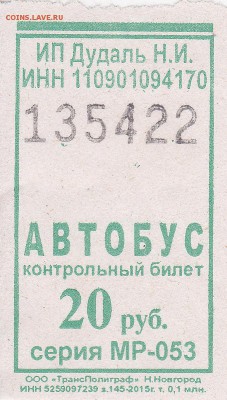 COINS.LAVE.RU
ИП Дудаль Н.И.
ИНН 110901094170
135422
АВТОБУС
контрольный билет
20 руб.
серия МР-053
ООО «ТрансПолиграф» Н.Новгород
ИНН 5259097239 з.145-2015г. т. 0,1 млн.